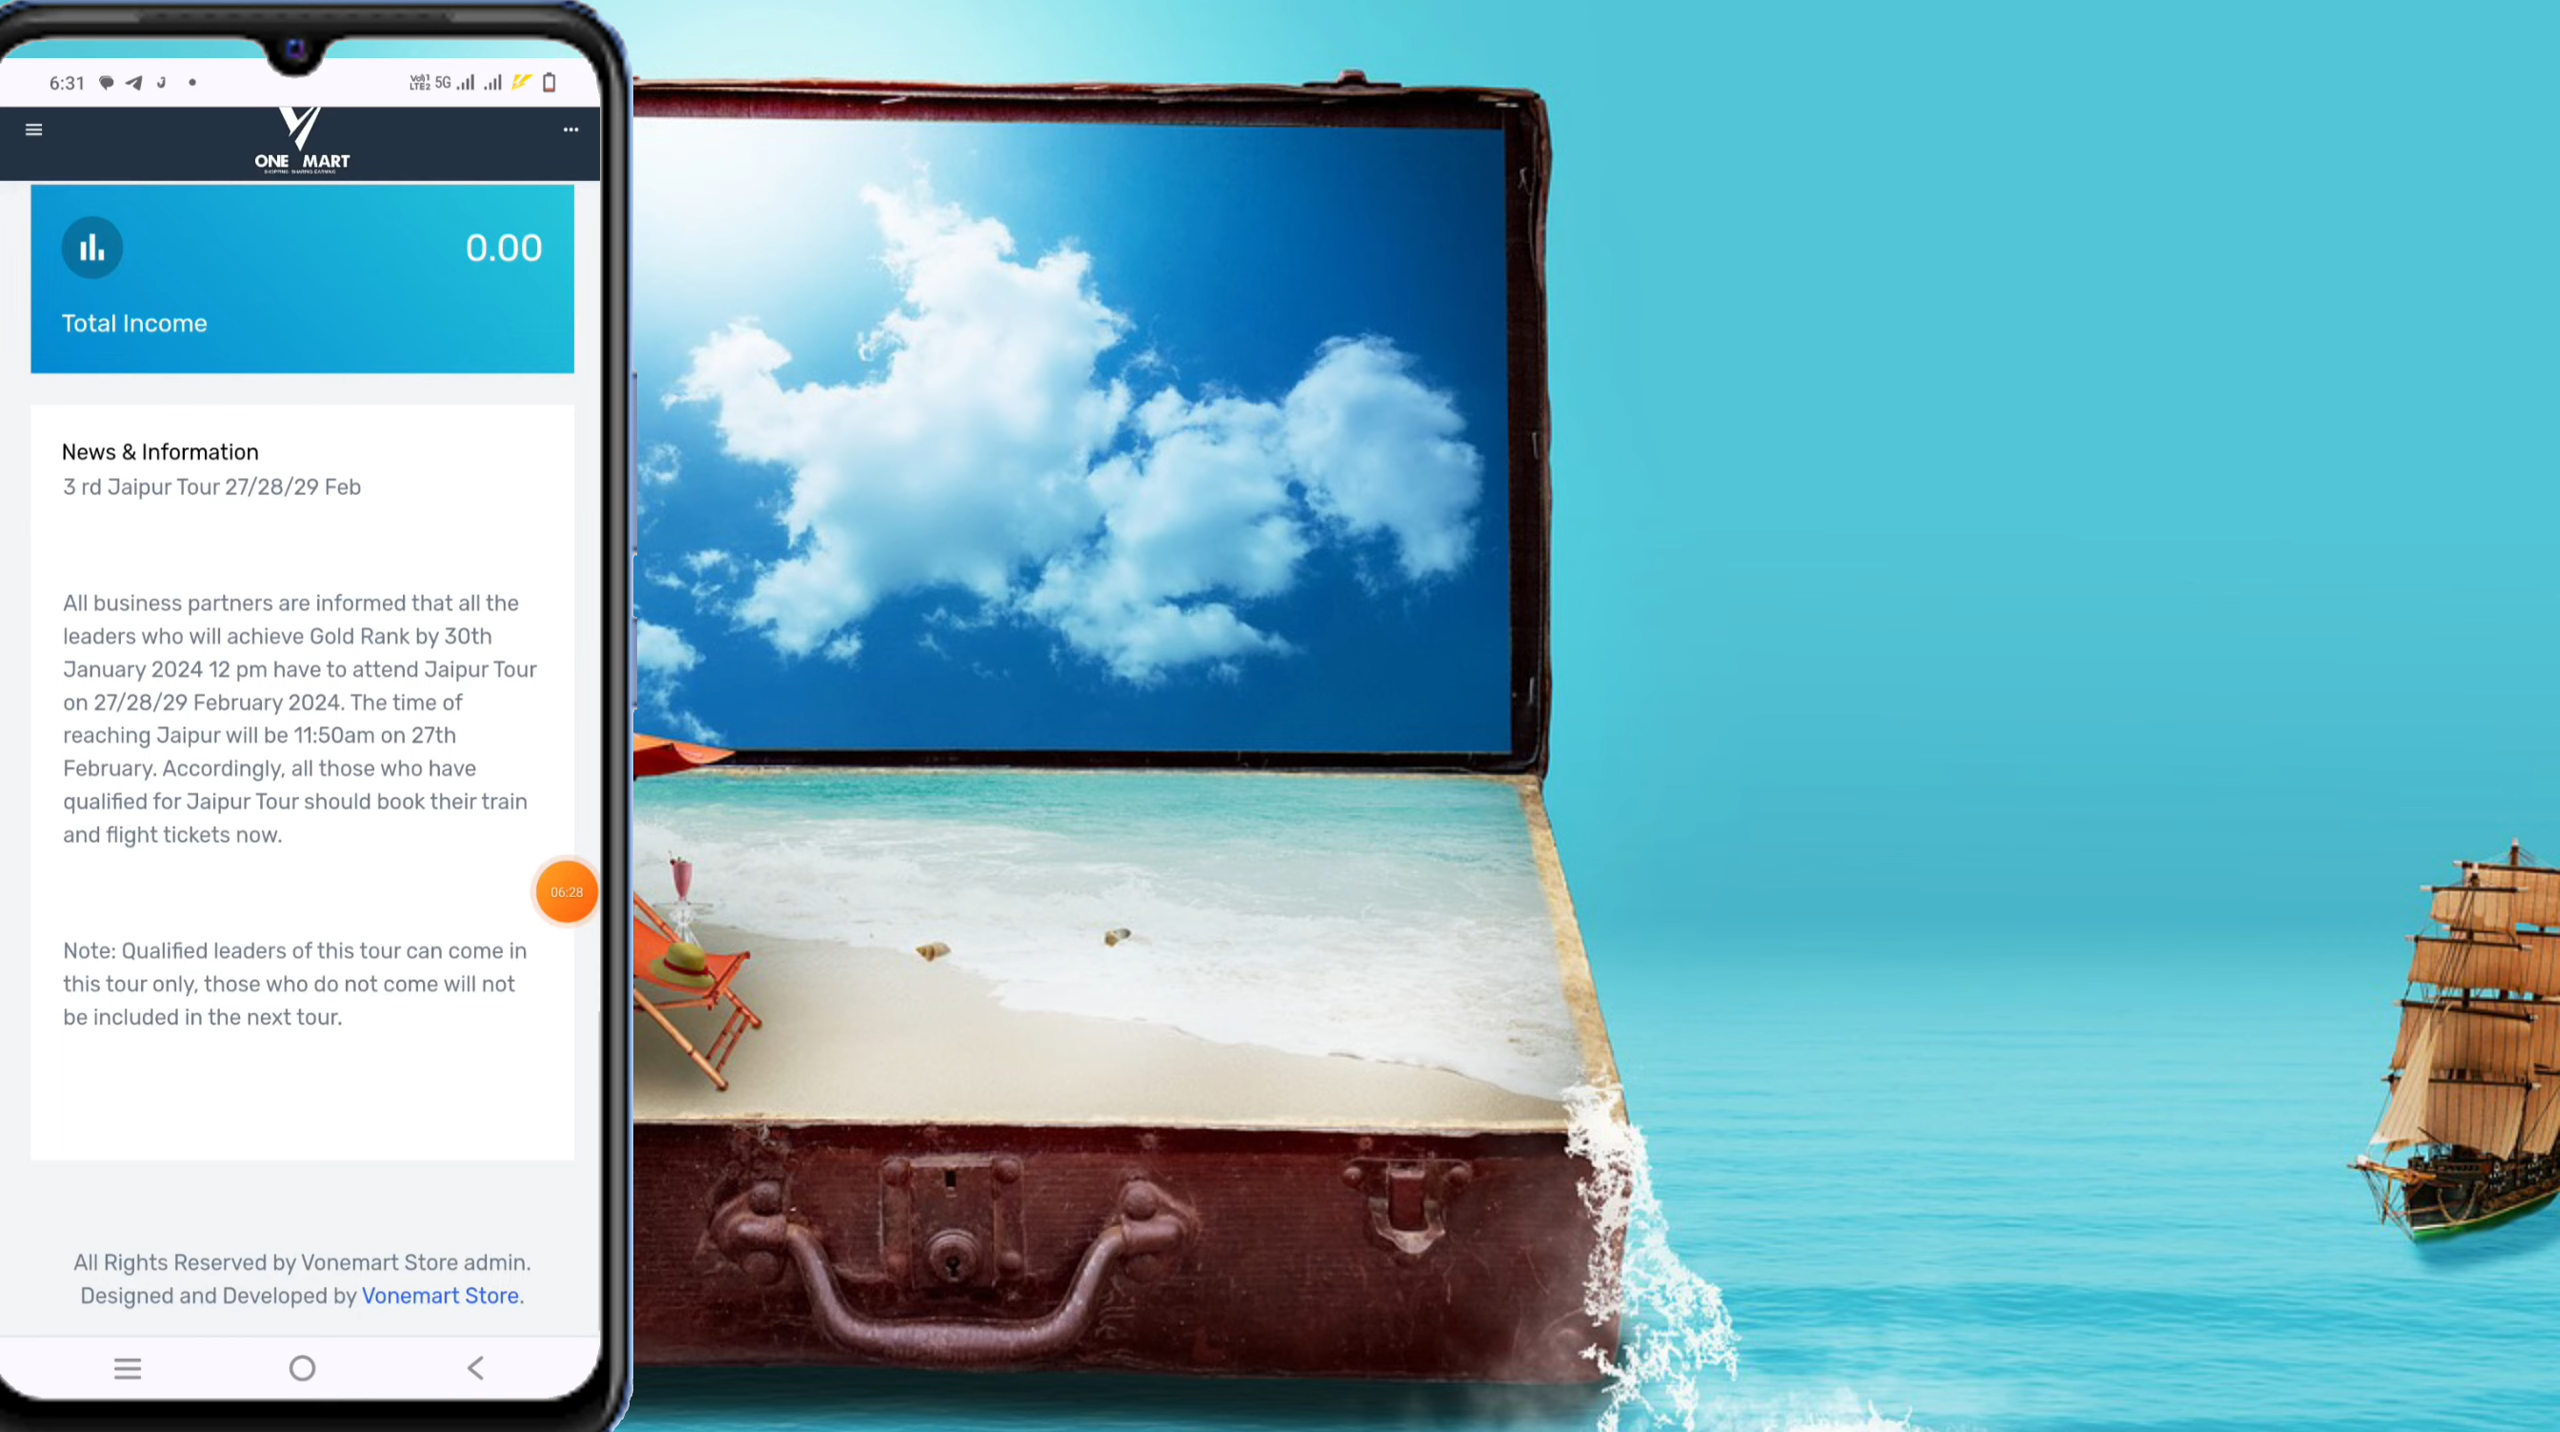 6:31
VoI1
LTE2 5G
ONE MART
SHOPPING SHARING EARNING
0.00
Total Income
News & Information
3 rd Jaipur Tour 27/28/29 Feb
All business partners are informed that all the
leaders who will achieve Gold Rank by 30th
January 2024 12 pm have to attend Jaipur Tour
on 27/28/29 February 2024. The time of
reaching Jaipur will be 11:50am on 27th
February. Accordingly, all those who have
qualified for Jaipur Tour should book their train
and flight tickets now.
06:28
Note: Qualified leaders of this tour can come in
this tour only, those who do not come will not
be included in the next tour.
All Rights Reserved by Vonemart Store admin.
Designed and Developed by Vonemart Store.